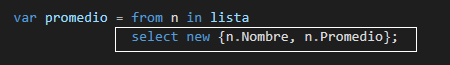 var promedio = from n in lista
select new {n.Nombre, n.Promedio};